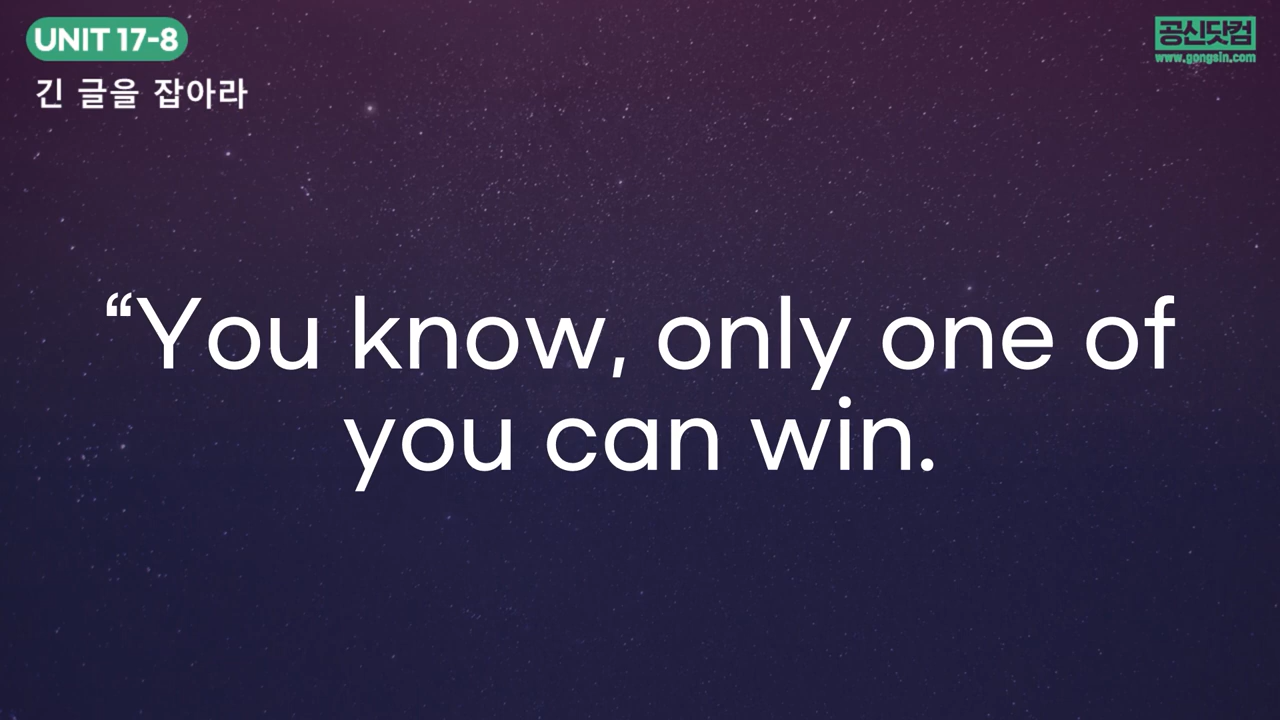 UNIT 17-8
긴 글을 잡아라
공신닷컴
www.gongsin.com
“You know, only one of
you can win.